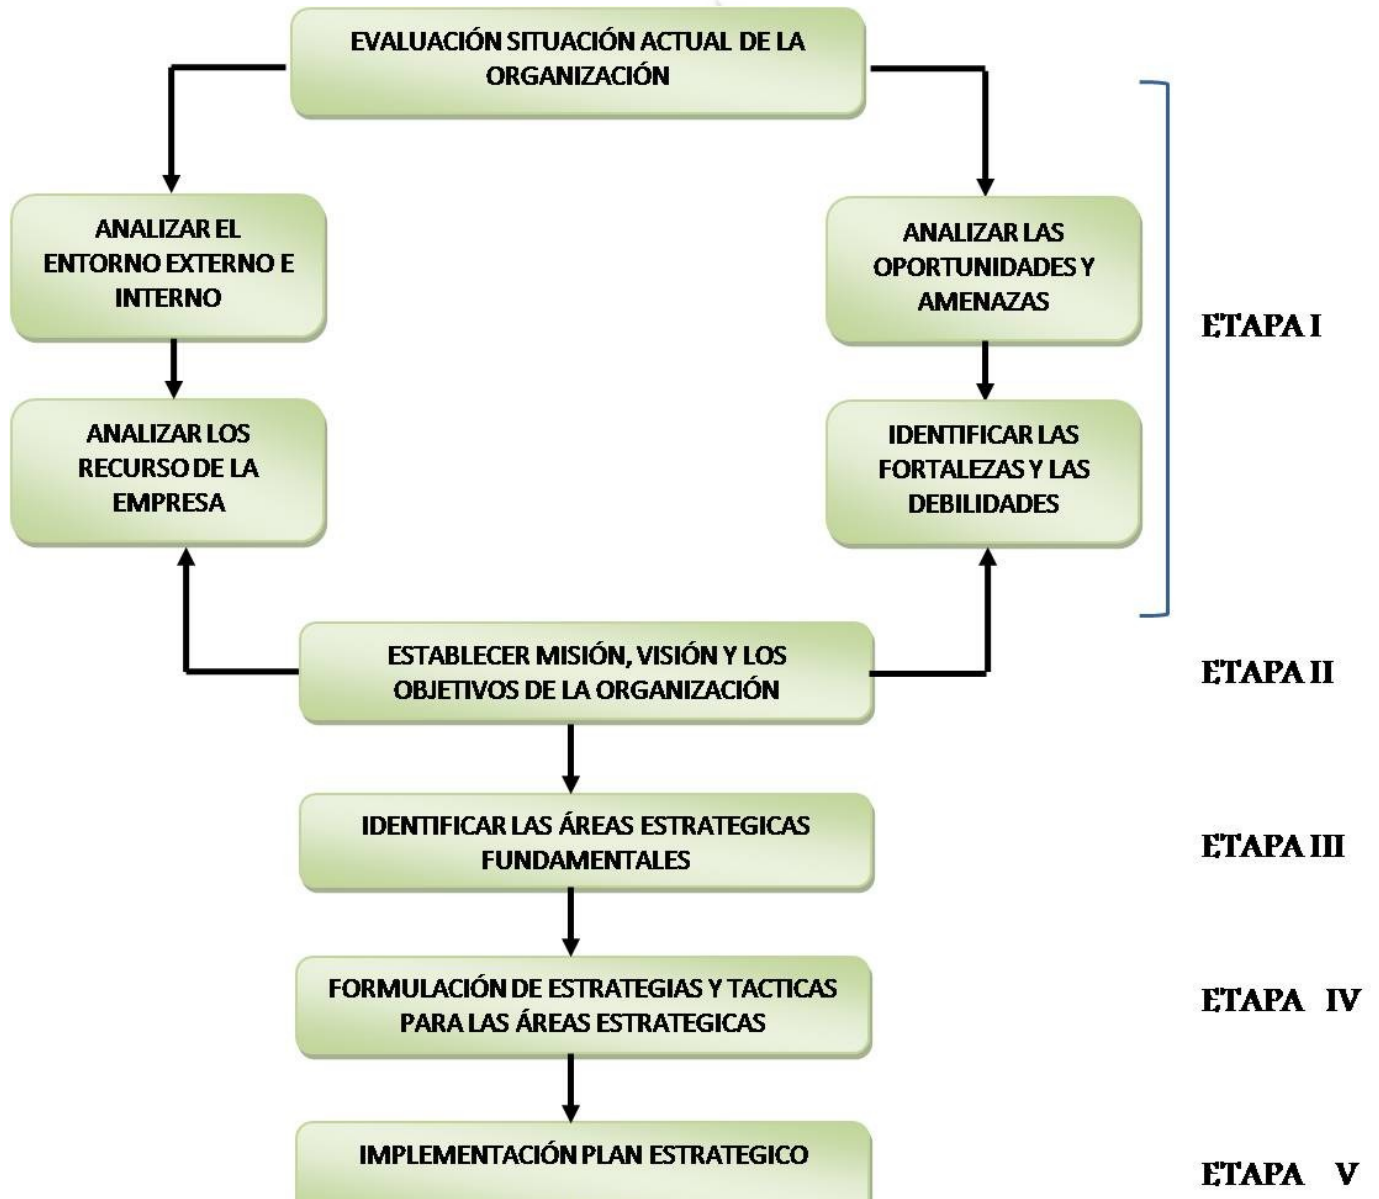 EVALUACIÓN SITUACIÓN ACTUAL DE LA
ORGANIZACIÓN
ANALIZAR EL
ENTORNO EXTERNO E
INTERNO
ANALIZAR LAS
OPORTUNIDADES Y
AMENAZAS
ETAPA I
ANALIZAR LOS
RECURSO DE LA
EMPRESA
IDENTIFICAR LAS
FORTALEZAS Y LAS
DEBILIDADES
ESTABLECER MISIÓN, VISIÓN Y LOS
OBJETIVOS DE LA ORGANIZACIÓN
ETAPA II
IDENTIFICAR LAS ÁREAS ESTRATEGICAS
FUNDAMENTALES
ETAPA III
FORMULACIÓN DE ESTRATEGIAS Y TACTICAS
PARA LAS ÁREAS ESTRATEGICAS
ETAPA IV
IMPLEMENTACIÓN PLAN ESTRATEGICO
ETAPA V